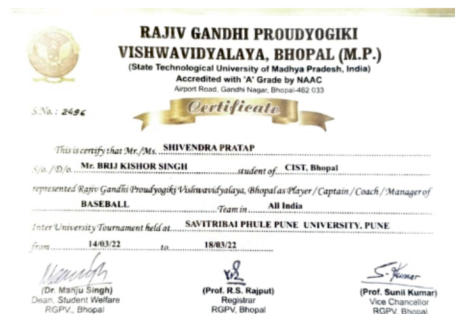 RAJIV GANDHI PROUDYOGIKI
VISHWAVIDYALAYA, BHOPAL (M.P.)
(State Technological University of Madhya Pradesh, India)
Accredited with 'A' Grade by NAAC
Airport Road, Gandhi Nagar, Bhopal-462 033
S.No. : 2496
Certificate
This is certify that Mr./Ms. SHIVENDRA PRATAP
S/o. / D/o. Mr. BRIJ KISHOR SINGH student of CIST, Bhopal
represented Rajiv Gandhi Proudyogiki Vishwavidyalaya, Bhopal as Player / Captain / Coach / Manager of
BASEBALL Team in All India
Inter University Tournament held at SAVITRIBAI PHULE PUNE UNIVERSITY, PUNE
from 14/03/22 to 18/03/22
(Dr. Manju Singh) (Prof. R.S. Rajput) (Prof. Sunil Kumar)
Dean, Student Welfare Registrar Vice Chancellor
RGPV., Bhopal RGPV, Bhopal RGPV, Bhopal